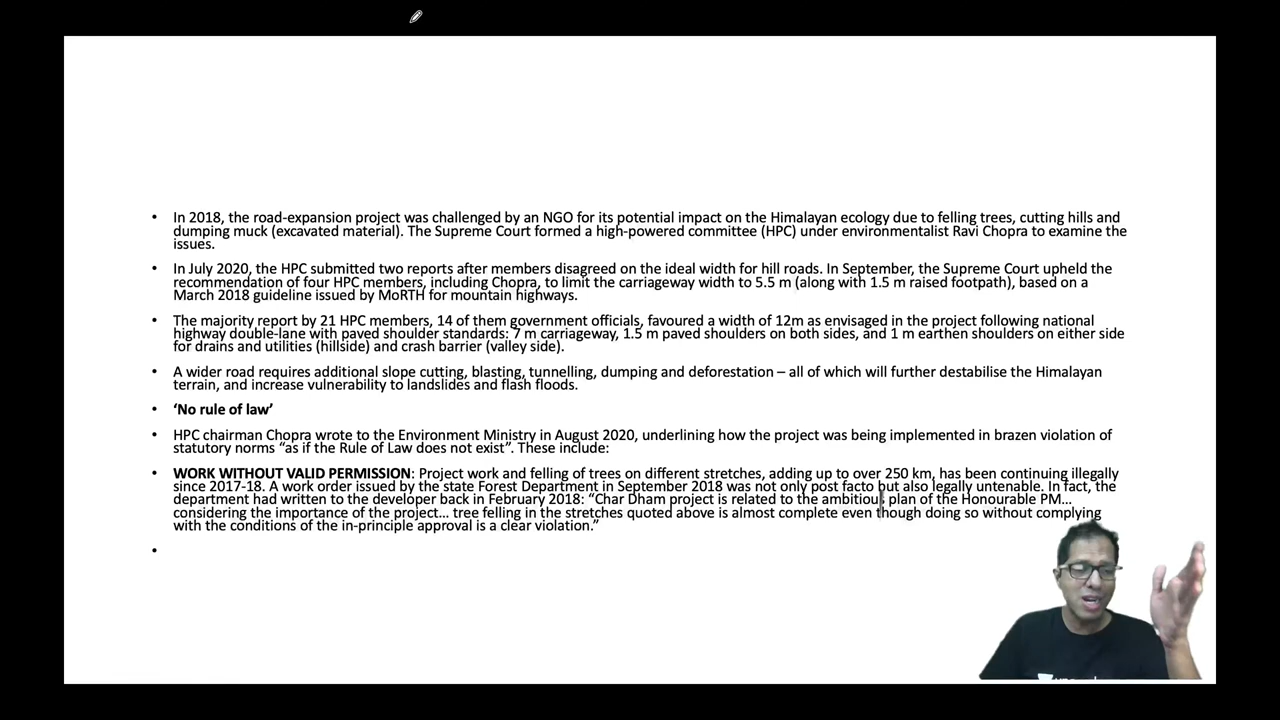 • In 2018, the road-expansion project was challenged by an NGO for its potential impact on the Himalayan ecology due to felling trees, cutting hills and
dumping muck (excavated material). The Supreme Court formed a high-powered committee (HPC) under environmentalist Ravi Chopra to examine the
issues.
• In July 2020, the HPC submitted two reports after members disagreed on the ideal width for hill roads. In September, the Supreme Court upheld the
recommendation of four HPC members, including Chopra, to limit the carriageway width to 5.5 m (along with 1.5 m raised footpath), based on a
March 2018 guideline issued by MoRTH for mountain highways.
• The majority report by 21 HPC members, 14 of them government officials, favoured a width of 12m as envisaged in the project following national
highway double-lane with paved shoulder standards: 7 m carriageway, 1.5 m paved shoulders on both sides, and 1 m earthen shoulders on either side
for drains and utilities (hillside) and crash barrier (valley side).
• A wider road requires additional slope cutting, blasting, tunnelling, dumping and deforestation – all of which will further destabilise the Himalayan
terrain, and increase vulnerability to landslides and flash floods.
• ‘No rule of law’
• HPC chairman Chopra wrote to the Environment Ministry in August 2020, underlining how the project was being implemented in brazen violation of
statutory norms “as if the Rule of Law does not exist”. These include:
• WORK WITHOUT VALID PERMISSION: Project work and felling of trees on different stretches, adding up to over 250 km, has been continuing illegally
since 2017-18. A work order issued by the state Forest Department in September 2018 was not only post facto but also legally untenable. In fact, the
department had written to the developer back in February 2018: “Char Dham project is related to the ambitious plan of the Honourable PM…
considering the importance of the project… tree felling in the stretches quoted above is almost complete even though doing so without complying
with the conditions of the in-principle approval is a clear violation.”
•